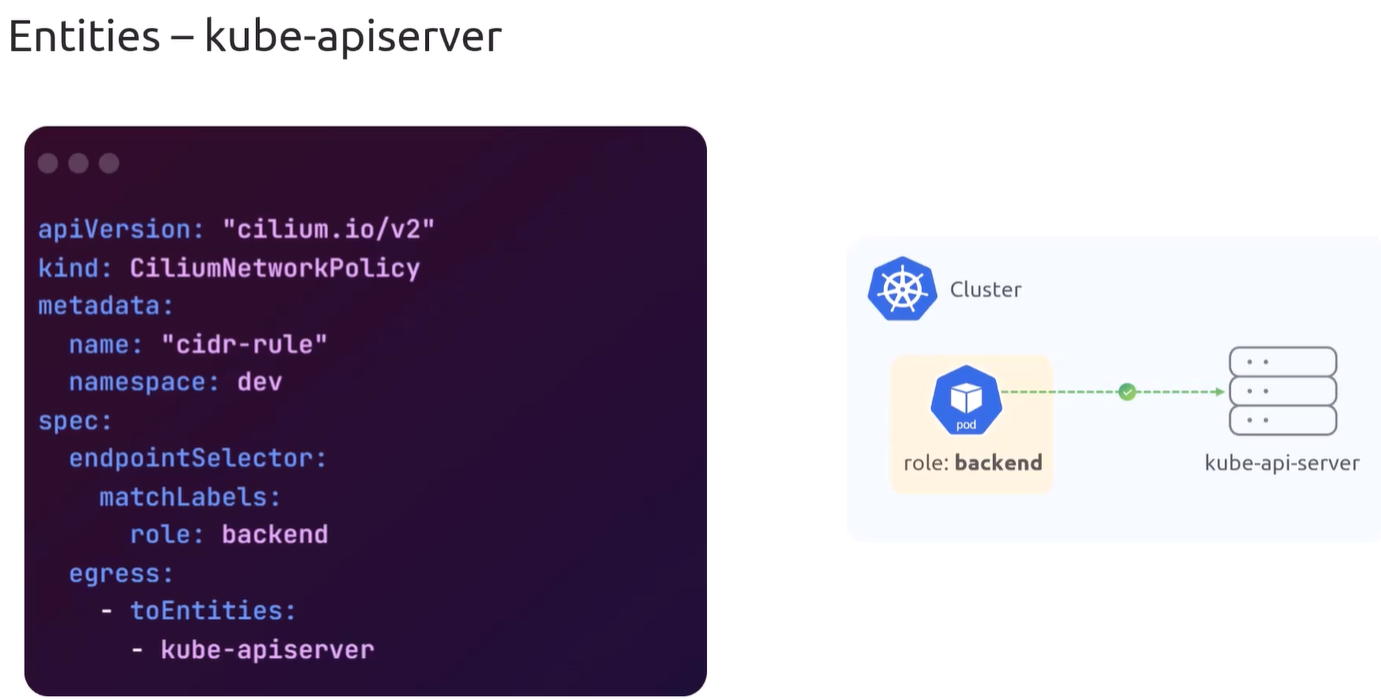 Entities – kube-apiserver
apiVersion: "cilium.io/v2"
kind: CiliumNetworkPolicy
metadata:
  name: "cidr-rule"
  namespace: dev
spec:
  endpointSelector:
    matchLabels:
      role: backend
  egress:
    - toEntities:
      - kube-apiserver
Cluster
pod
role: backend
kube-api-server